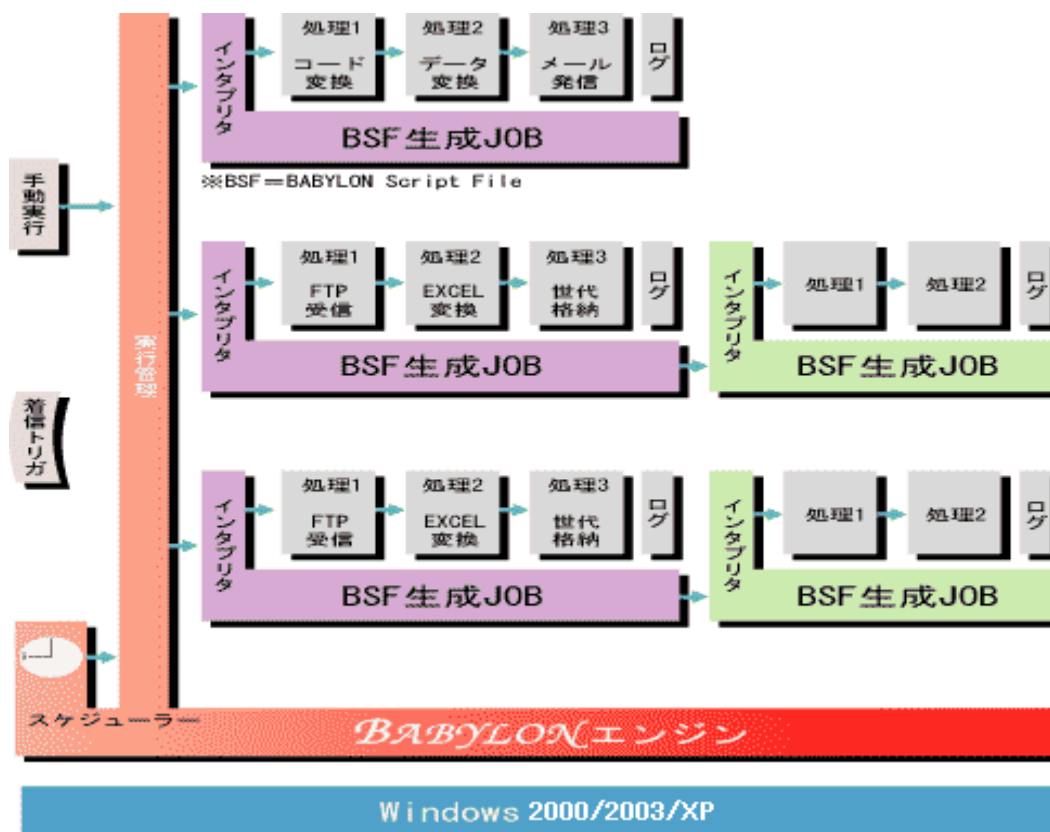 インタプリタ
処理1
コード
変換
処理2
データ
変換
処理3
メール
発信
ログ
BSF生成JOB
※BSF=BABYLON Script File
手動実行
実行管理
インタプリタ
処理1
FTP
受信
処理2
EXCEL
変換
処理3
世代
格納
ログ
BSF生成JOB
インタプリタ
処理1
処理2
ログ
BSF生成JOB
着信トリガ
インタプリタ
処理1
FTP
受信
処理2
EXCEL
変換
処理3
世代
格納
ログ
BSF生成JOB
インタプリタ
処理1
処理2
ログ
BSF生成JOB
スケジューラー
BABYLONエンジン
Windows 2000/2003/XP